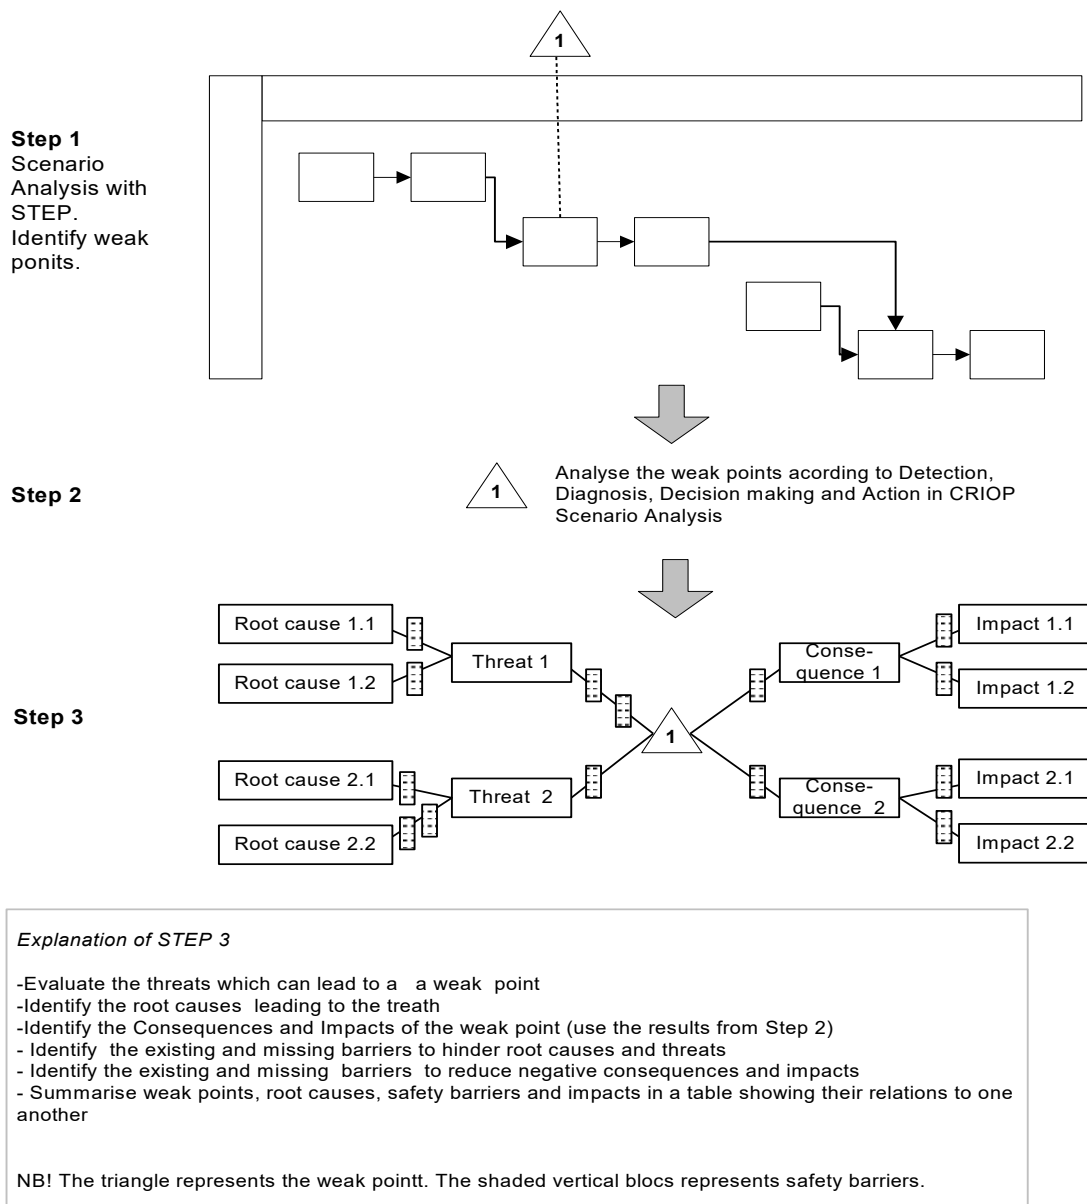 1
Step 1
Scenario
Analysis with
STEP.
Identify weak
ponits.
Step 2
1
Analyse the weak points acording to Detection,
Diagnosis, Decision making and Action in CRIOP
Scenario Analysis
Step 3
Root cause 1.1
Root cause 1.2
Threat 1
Root cause 2.1
Root cause 2.2
Threat 2
1
Conse-
quence 1
Impact 1.1
Impact 1.2
Conse-
quence 2
Impact 2.1
Impact 2.2
Explanation of STEP 3
-Evaluate the threats which can lead to a a weak point
-Identify the root causes leading to the treath
-Identify the Consequences and Impacts of the weak point (use the results from Step 2)
- Identify the existing and missing barriers to hinder root causes and threats
- Identify the existing and missing barriers to reduce negative consequences and impacts
- Summarise weak points, root causes, safety barriers and impacts in a table showing their relations to one
another
NB! The triangle represents the weak pointt. The shaded vertical blocs represents safety barriers.